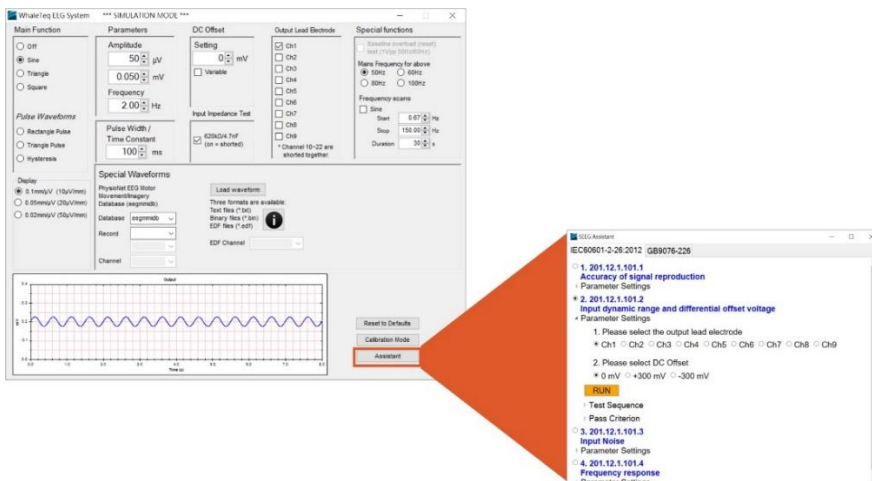 WhaleTeq EEG System *** SIMULATION MODE ***
Main Function
Off
Sine
Triangle
Square
Pulse Waveforms
Rectangle Pulse
Triangle Pulse
Hysteresis
Parameters
Amplitude
50 µV
0.050 mV
Frequency
2.00 Hz
Pulse Width /
Time Constant
100 ms
DC Offset
Setting
0 mV
Variable
Input Impedance Test
620kΩ/4.7nF
(on = shorted)
Output Lead Electrode
Ch1
Ch2
Ch3
Ch4
Ch5
Ch6
Ch7
Ch8
Ch9
* Channel 10~22 are
shorted together.
Special functions
Baseline overload (reset)
test (1Vpp 50Hz/60Hz)
Mains Frequency for above
50Hz 60Hz
80Hz 100Hz
Frequency scans
Sine
Start 0.67 Hz
Stop 150.00 Hz
Duration 30 s
Display
0.1mm/µV (10µV/mm)
0.05mm/µV (20µV/mm)
0.02mm/µV (50µV/mm)
Special Waveforms
PhysioNet EEG Motor
Movement/Imagery
Database (eegmmidb)
Database eegmmidb
Record
Channel
Load waveform
Three formats are available:
Text files (*.txt)
Binary files (*.bin)
EDF files (*.edf)
EDF Channel
Output
Time (s)
Reset to Defaults
Calibration Mode
Assistant
SEEG Assistant
IEC60601-2-26:2012 GB9076-226
1. 201.12.1.101.1
Accuracy of signal reproduction
Parameter Settings
2. 201.12.1.101.2
Input dynamic range and differential offset voltage
Parameter Settings
1. Please select the output lead electrode
Ch1 Ch2 Ch3 Ch4 Ch5 Ch6 Ch7 Ch8 Ch9
2. Please select DC Offset
0 mV +300 mV -300 mV
RUN
Test Sequence
Pass Criterion
3. 201.12.1.101.3
Input Noise
Parameter Settings
4. 201.12.1.101.4
Frequency response